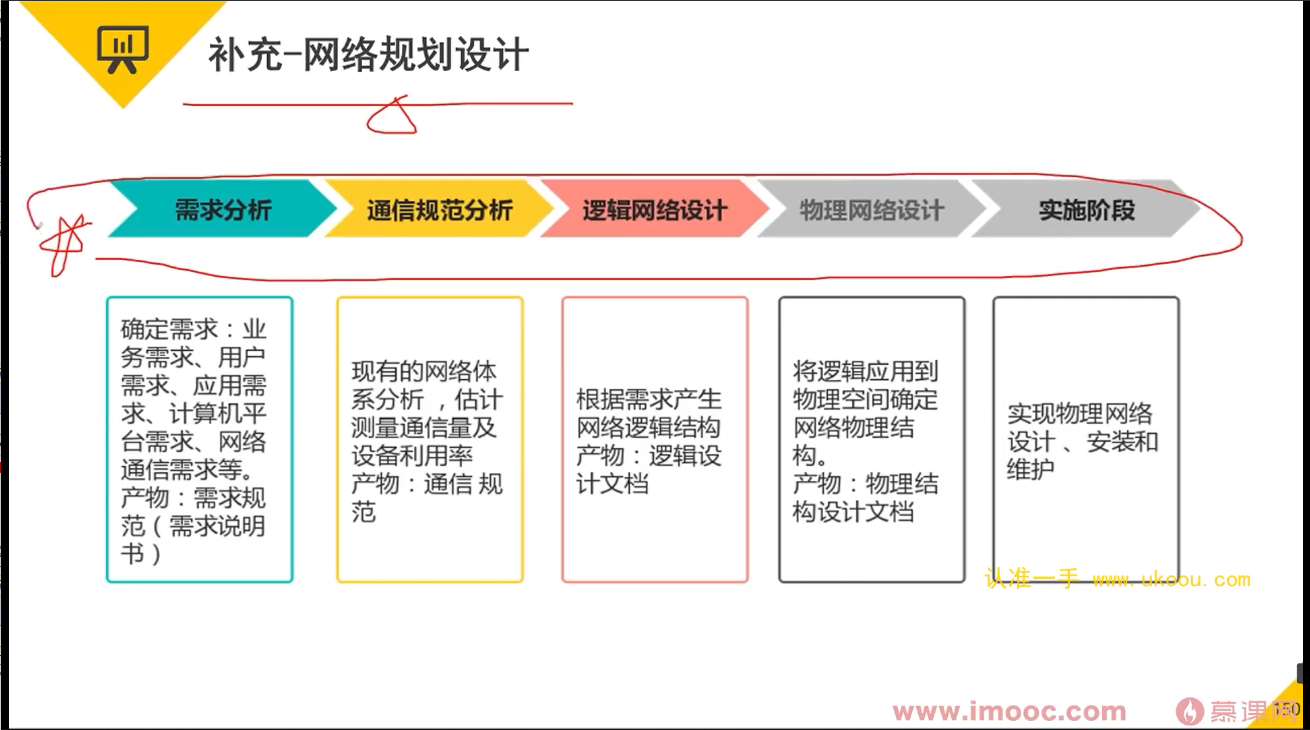 补充-网络规划设计
需求分析
通信规范分析
逻辑网络设计
物理网络设计
实施阶段
确定需求：业
务需求、用户
需求、应用需
求、计算机平
台需求、网络
通信需求等。
产物：需求规
范（需求说明
书）
现有的网络体
系分析 ，估计
测量通信量及
设备利用率
产物：通信 规
范
根据需求产生
网络逻辑结构
产物：逻辑设
计文档
将逻辑应用到
物理空间确定
网络物理结
构。
产物：物理结
构设计文档
实现物理网络
设计 、安装和
维护
认准一手 www.ukoou.com
www.imooc.com
慕课网
150